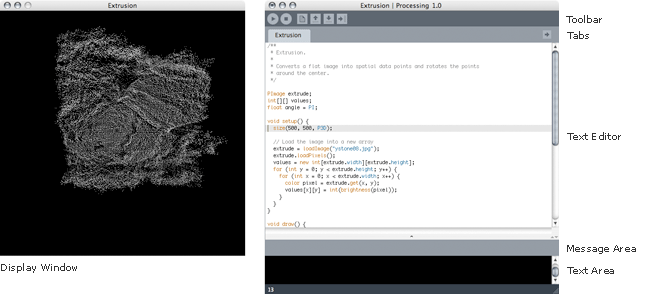 Extrusion
Display Window
Extrusion | Processing 1.0
Toolbar
Extrusion
Tabs
/**
* Extrusion.
*
* Converts a flat image into spatial data points and rotates the points
* around the center.
*/
PImage extrude;
int[][] values;
float angle = PI;
void setup() {
size(500, 500, P3D);
// Load the image into a new array
extrude = loadImage("ystone08.jpg");
extrude.loadPixels();
values = new int[extrude.width][extrude.height];
for (int y = 0; y < extrude.height; y++) {
for (int x = 0; x < extrude.width; x++) {
color pixel = extrude.get(x, y);
values[x][y] = int(brightness(pixel));
}
}
}
void draw() {
Text Editor
Message Area
Text Area
13